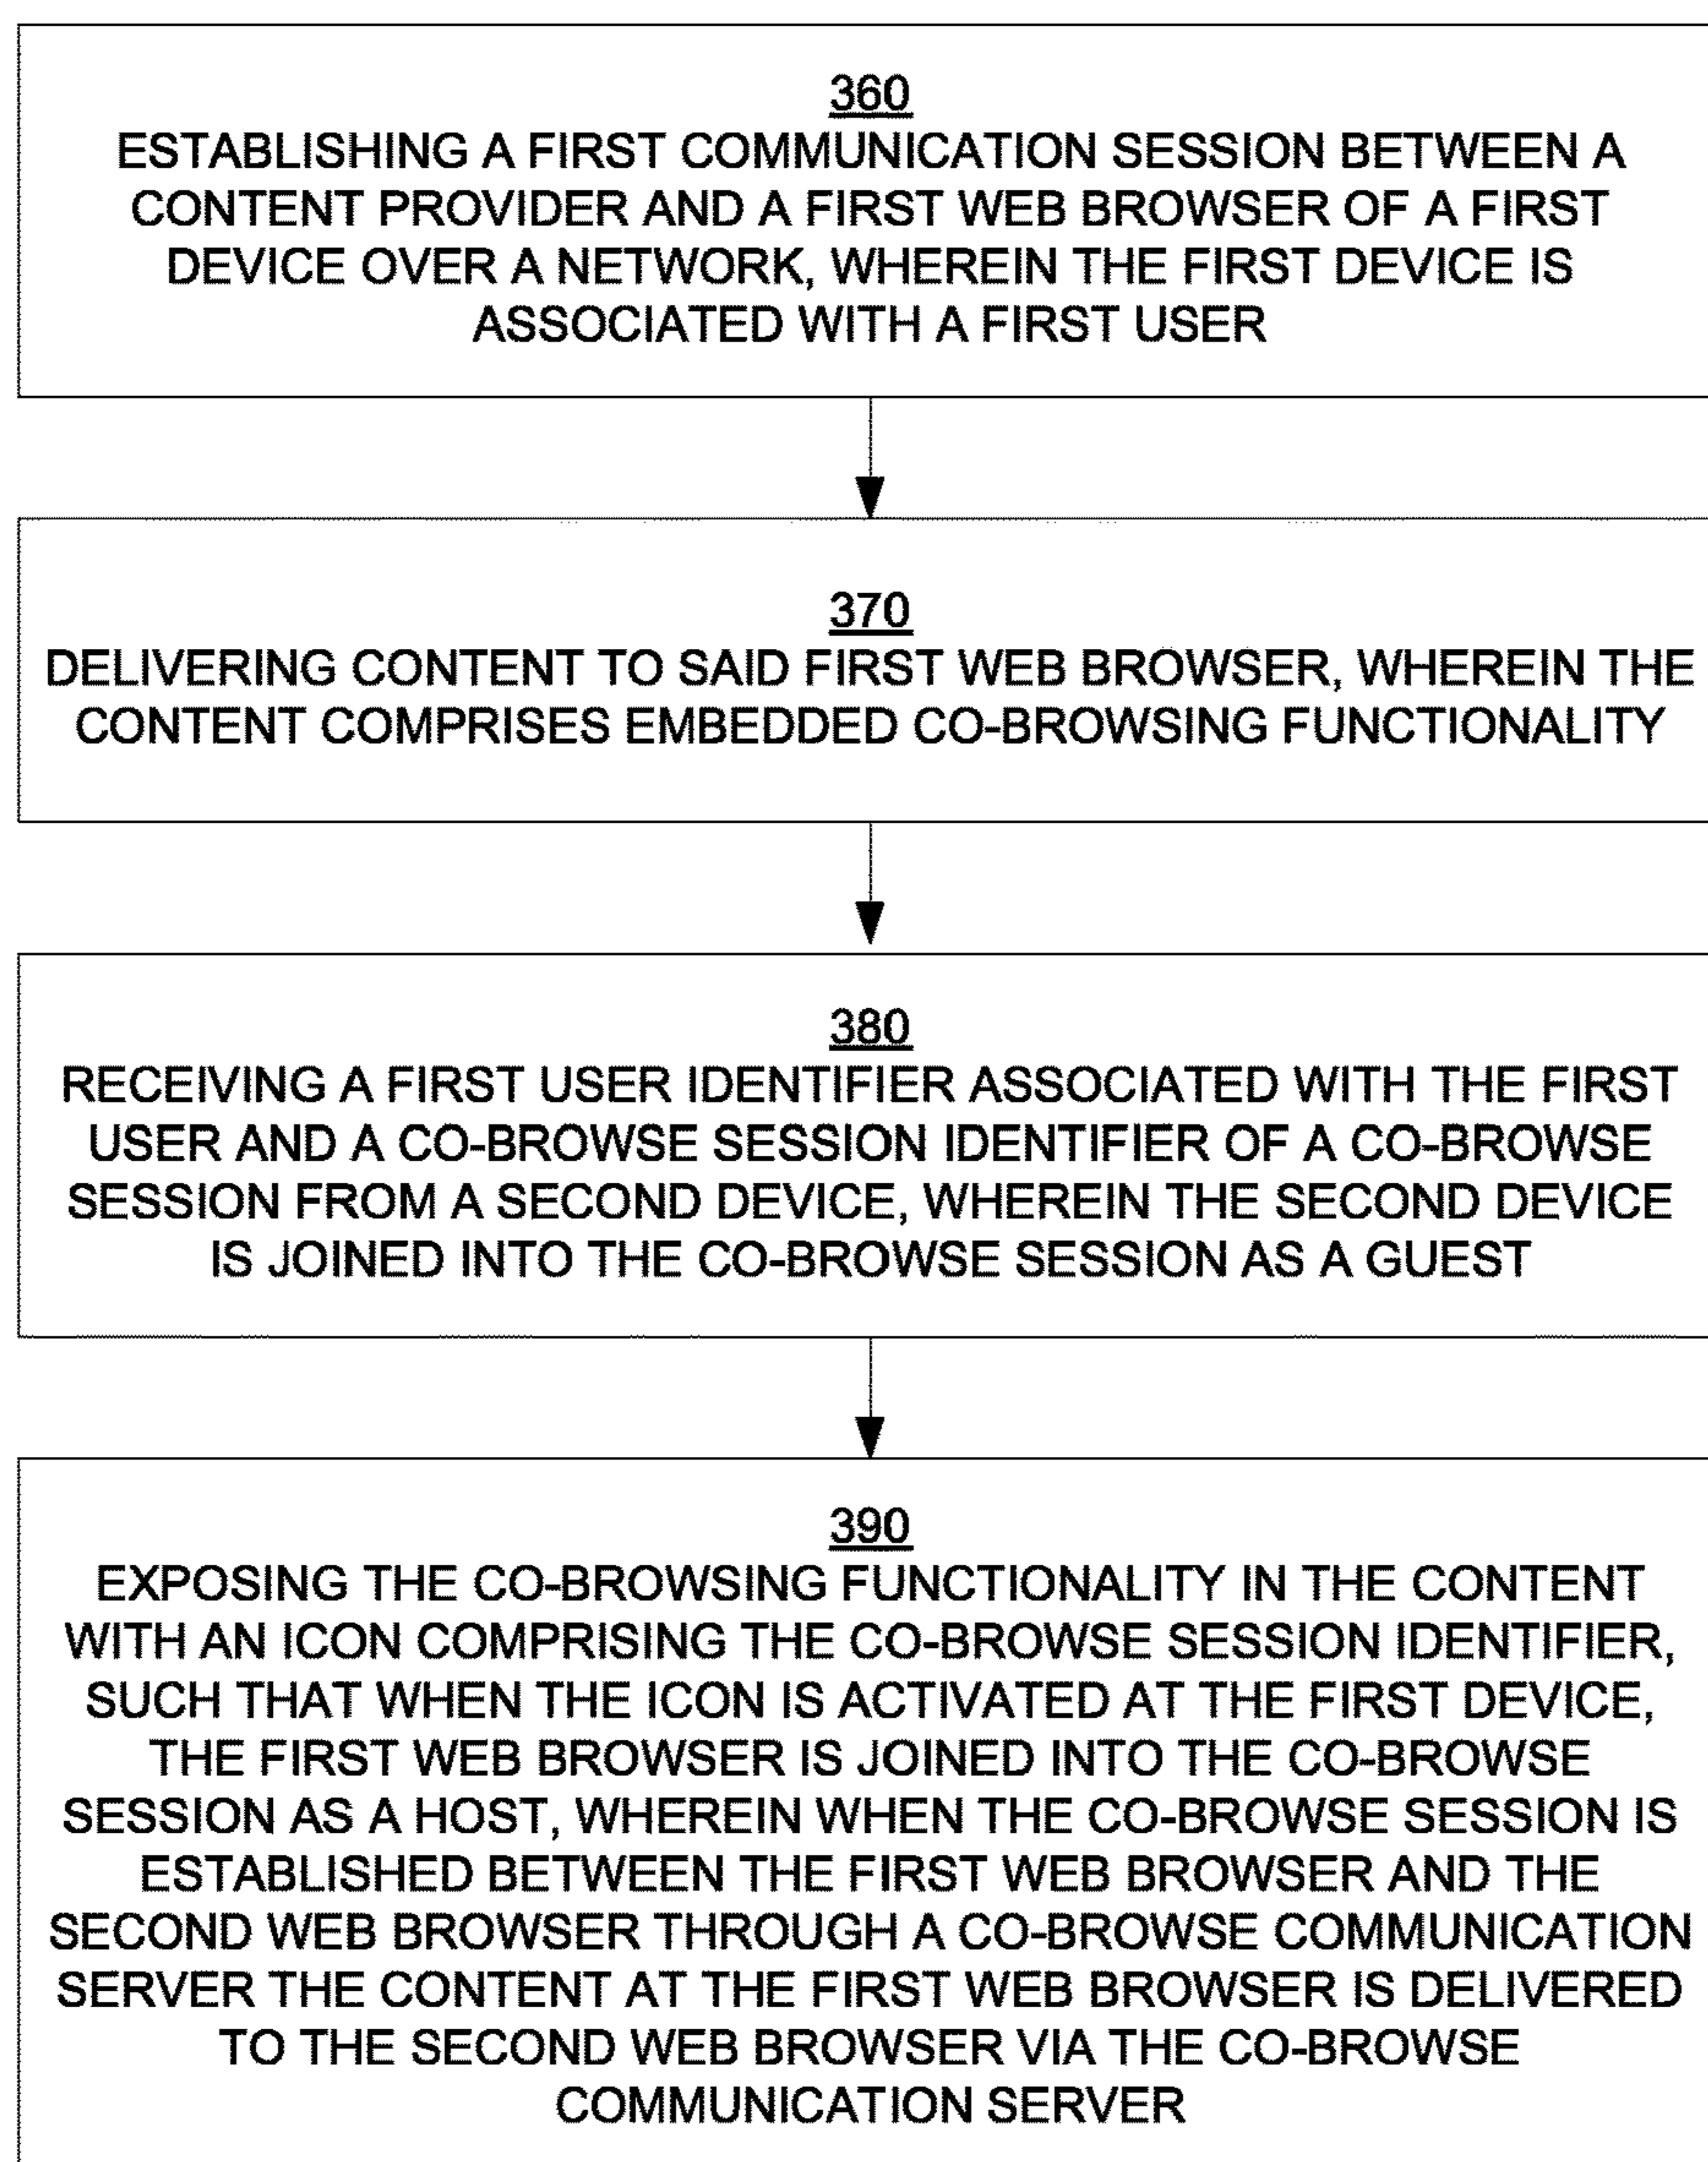 360
ESTABLISHING A FIRST COMMUNICATION SESSION BETWEEN A
CONTENT PROVIDER AND A FIRST WEB BROWSER OF A FIRST
DEVICE OVER A NETWORK, WHEREIN THE FIRST DEVICE IS
ASSOCIATED WITH A FIRST USER
370
DELIVERING CONTENT TO SAID FIRST WEB BROWSER, WHEREIN THE
CONTENT COMPRISES EMBEDDED CO-BROWSING FUNCTIONALITY
380
RECEIVING A FIRST USER IDENTIFIER ASSOCIATED WITH THE FIRST
USER AND A CO-BROWSE SESSION IDENTIFIER OF A CO-BROWSE
SESSION FROM A SECOND DEVICE, WHEREIN THE SECOND DEVICE
IS JOINED INTO THE CO-BROWSE SESSION AS A GUEST
390
EXPOSING THE CO-BROWSING FUNCTIONALITY IN THE CONTENT
WITH AN ICON COMPRISING THE CO-BROWSE SESSION IDENTIFIER,
SUCH THAT WHEN THE ICON IS ACTIVATED AT THE FIRST DEVICE,
THE FIRST WEB BROWSER IS JOINED INTO THE CO-BROWSE
SESSION AS A HOST, WHEREIN WHEN THE CO-BROWSE SESSION IS
ESTABLISHED BETWEEN THE FIRST WEB BROWSER AND THE
SECOND WEB BROWSER THROUGH A CO-BROWSE COMMUNICATION
SERVER THE CONTENT AT THE FIRST WEB BROWSER IS DELIVERED
TO THE SECOND WEB BROWSER VIA THE CO-BROWSE
COMMUNICATION SERVER